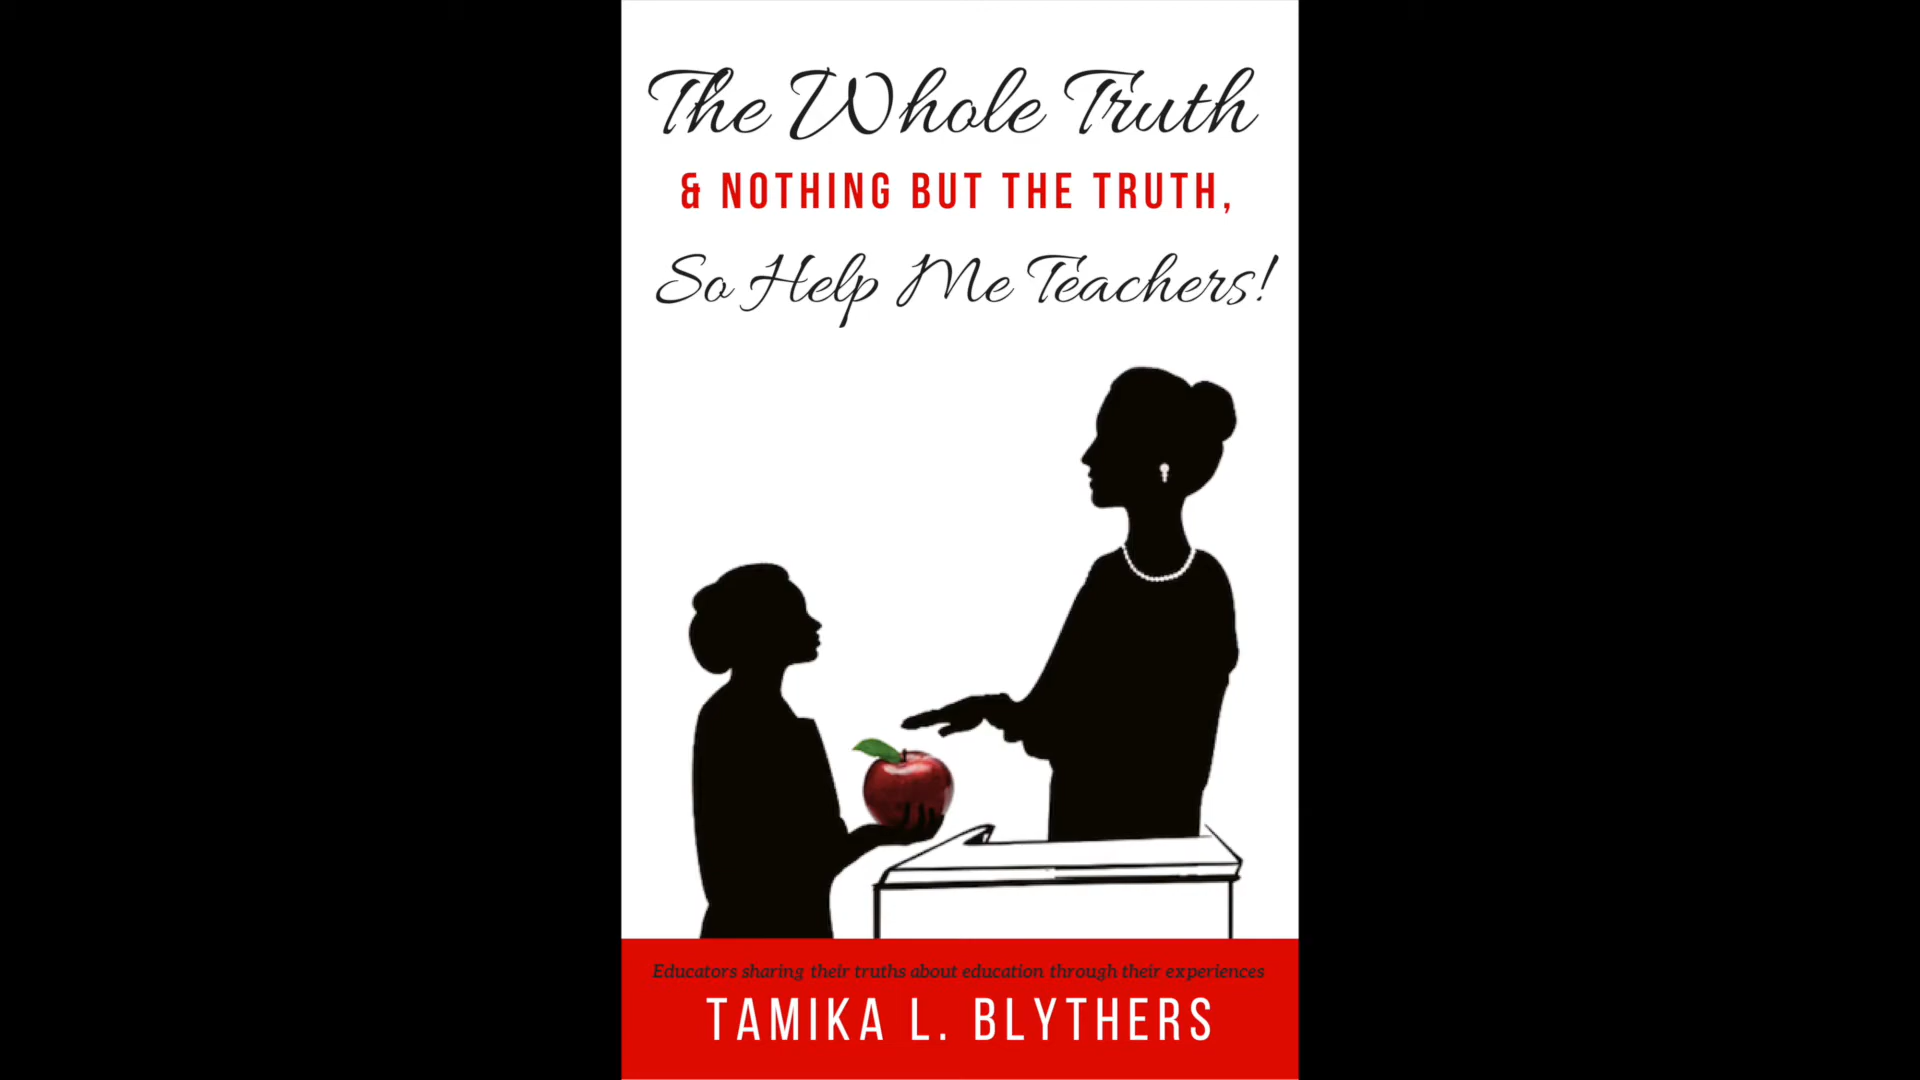 The Whole Truth
& NOTHING BUT THE TRUTH,
So Help Me Teachers!
Educators sharing their truths about education through their experiences
TAMIKA L. BLYTHERS